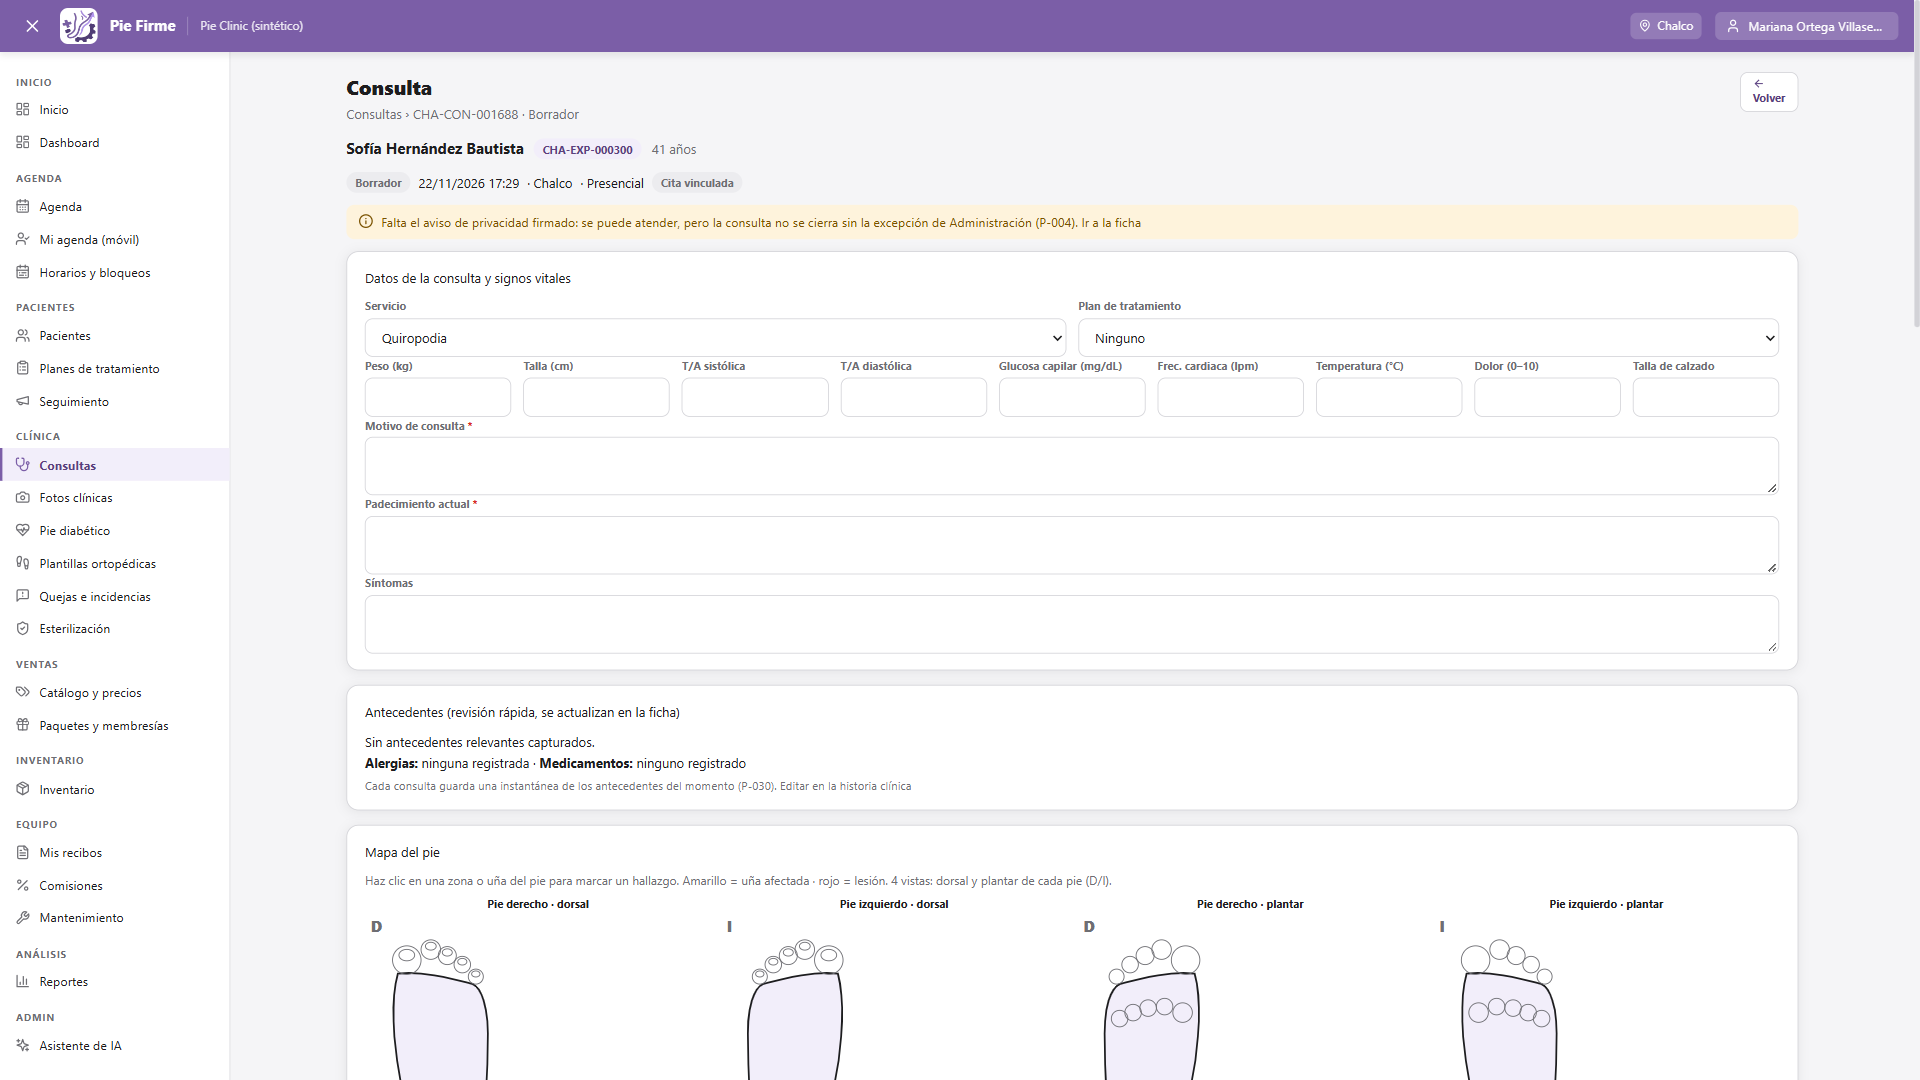 Pie Firme
Pie Clinic (sintético)
Chalco
Mariana Ortega Villase...
INICIO
Inicio
Dashboard
AGENDA
Agenda
Mi agenda (móvil)
Horarios y bloqueos
PACIENTES
Pacientes
Planes de tratamiento
Seguimiento
CLÍNICA
Consultas
Fotos clínicas
Pie diabético
Plantillas ortopédicas
Quejas e incidencias
Esterilización
VENTAS
Catálogo y precios
Paquetes y membresías
INVENTARIO
Inventario
EQUIPO
Mis recibos
Comisiones
Mantenimiento
ANÁLISIS
Reportes
ADMIN
Asistente de IA
Consulta
Consultas › CHA-CON-001688 · Borrador
← Volver
Sofía Hernández Bautista CHA-EXP-000300 41 años
Borrador 22/11/2026 17:29 · Chalco · Presencial Cita vinculada
Falta el aviso de privacidad firmado: se puede atender, pero la consulta no se cierra sin la excepción de Administración (P-004). Ir a la ficha
Datos de la consulta y signos vitales
Servicio Plan de tratamiento
Quiropodia Ninguno
Peso (kg) Talla (cm) T/A sistólica T/A diastólica Glucosa capilar (mg/dL) Frec. cardiaca (lpm) Temperatura (°C) Dolor (0–10) Talla de calzado
Motivo de consulta *
Padecimiento actual *
Síntomas
Antecedentes (revisión rápida, se actualizan en la ficha)
Sin antecedentes relevantes capturados.
Alergias: ninguna registrada · Medicamentos: ninguno registrado
Cada consulta guarda una instantánea de los antecedentes del momento (P-030). Editar en la historia clínica
Mapa del pie
Haz clic en una zona o uña del pie para marcar un hallazgo. Amarillo = uña afectada · rojo = lesión. 4 vistas: dorsal y plantar de cada pie (D/I).
Pie derecho · dorsal Pie izquierdo · dorsal Pie derecho · plantar Pie izquierdo · plantar
D I D I